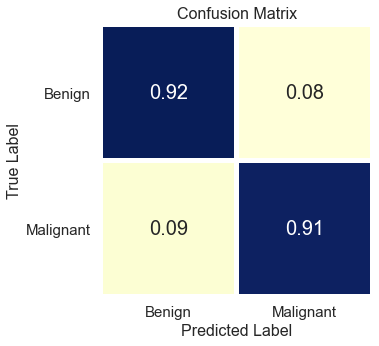 Confusion Matrix
True Label
Benign
0.92 0.08
Malignant
0.09 0.91
Benign Malignant
Predicted Label